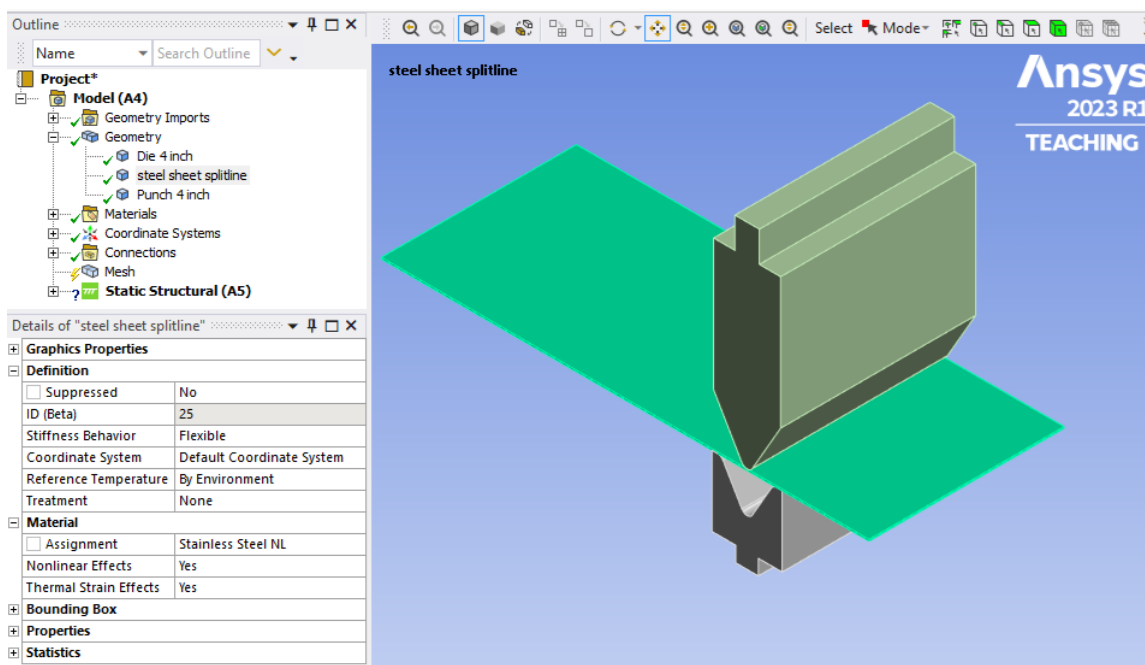 Outline
Name Search Outline
Project*
Model (A4)
Geometry Imports
Geometry
Die 4 inch
steel sheet splitline
Punch 4 inch
Materials
Coordinate Systems
Connections
Mesh
Static Structural (A5)
Details of "steel sheet splitline"
Graphics Properties
Definition
Suppressed No
ID (Beta) 25
Stiffness Behavior Flexible
Coordinate System Default Coordinate System
Reference Temperature By Environment
Treatment None
Material
Assignment Stainless Steel NL
Nonlinear Effects Yes
Thermal Strain Effects Yes
Bounding Box
Properties
Statistics
Select Mode
steel sheet splitline
Ansys
2023 R1
TEACHING